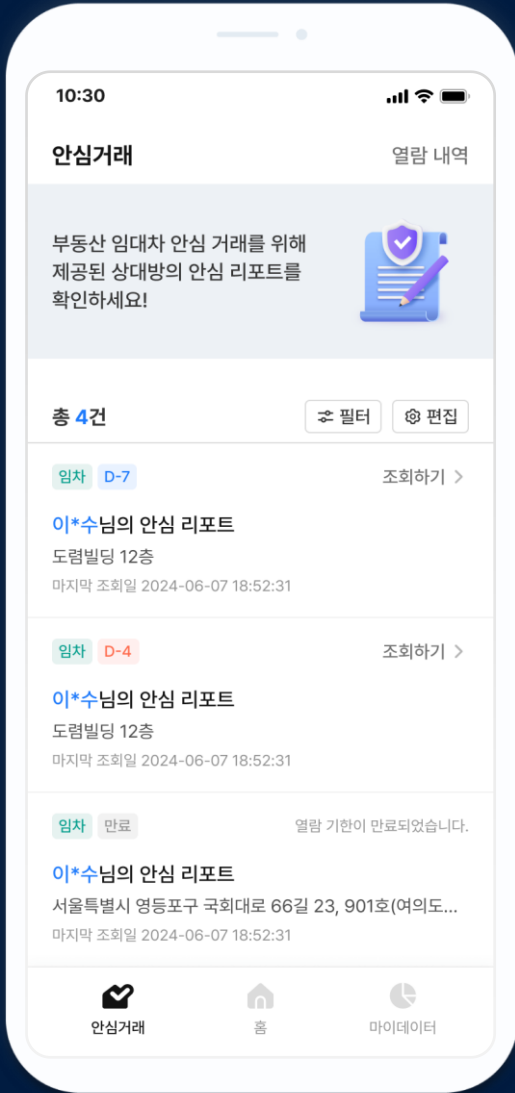 10:30
안심거래
열람 내역
부동산 임대차 안심 거래를 위해
제공된 상대방의 안심 리포트를
확인하세요!
총 4건
필터
편집
임차 D-7
조회하기
이*수님의 안심 리포트
도렴빌딩 12층
마지막 조회일 2024-06-07 18:52:31
임차 D-4
조회하기
이*수님의 안심 리포트
도렴빌딩 12층
마지막 조회일 2024-06-07 18:52:31
임차 만료
열람 기한이 만료되었습니다.
이*수님의 안심 리포트
서울특별시 영등포구 국회대로 66길 23, 901호(여의도...
마지막 조회일 2024-06-07 18:52:31
안심거래
홈
마이데이터